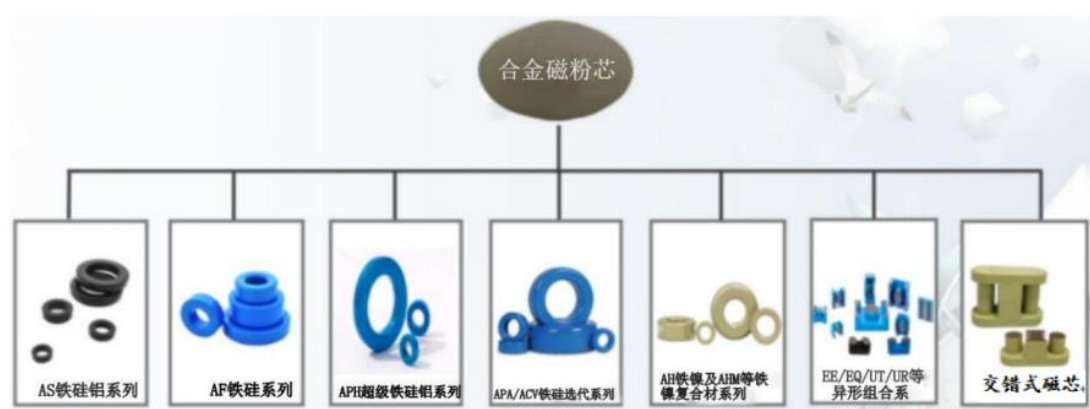 合金磁粉芯
AS铁硅铝系列
AF铁硅系列
APH超级铁硅铝系列
APA/ACV铁硅迭代系列
AH铁镍及AHM等铁
镍复合材系列
EE/EQ/UT/UR等
异形组合系
交错式磁芯